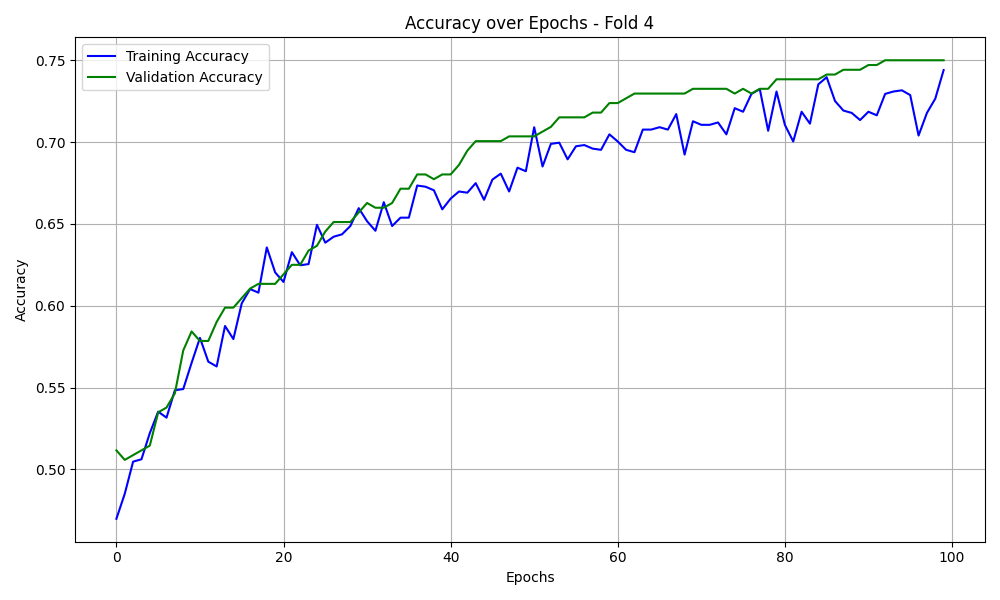 Accuracy over Epochs - Fold 4
Training Accuracy
Validation Accuracy
Accuracy
0.75
0.70
0.65
0.60
0.55
0.50
0 20 40 60 80 100
Epochs